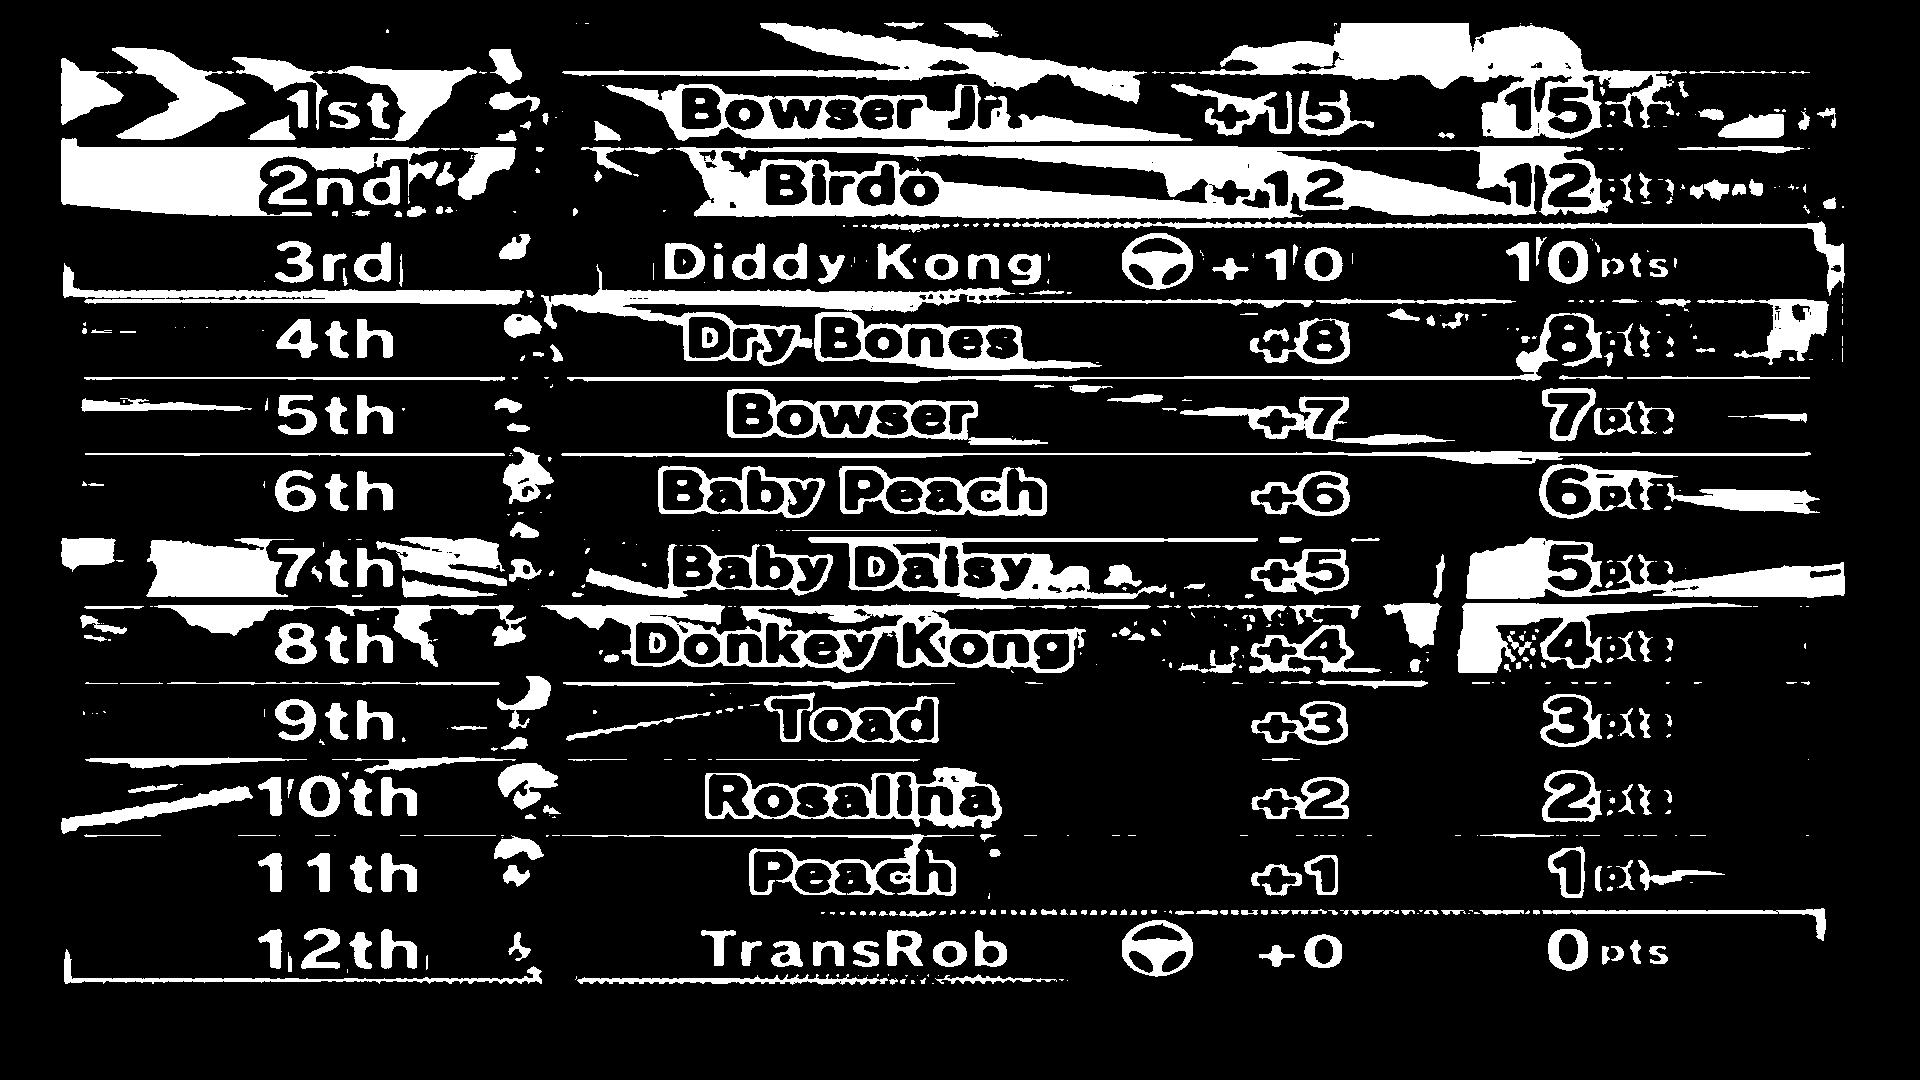 1st Bowser Jr. +15 15pts
2nd Birdo +12 12pts
3rd Diddy Kong +10 10pts
4th Dry Bones +8 8pts
5th Bowser +7 7pts
6th Baby Peach +6 6pts
7th Baby Daisy +5 5pts
8th Donkey Kong +4 4pts
9th Toad +3 3pts
10th Rosalina +2 2pts
11th Peach +1 1pt
12th TransRob +0 0pts